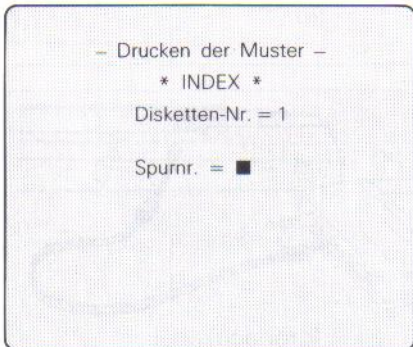 – Drucken der Muster –
* INDEX *
Disketten-Nr. = 1
Spurnr. = ■